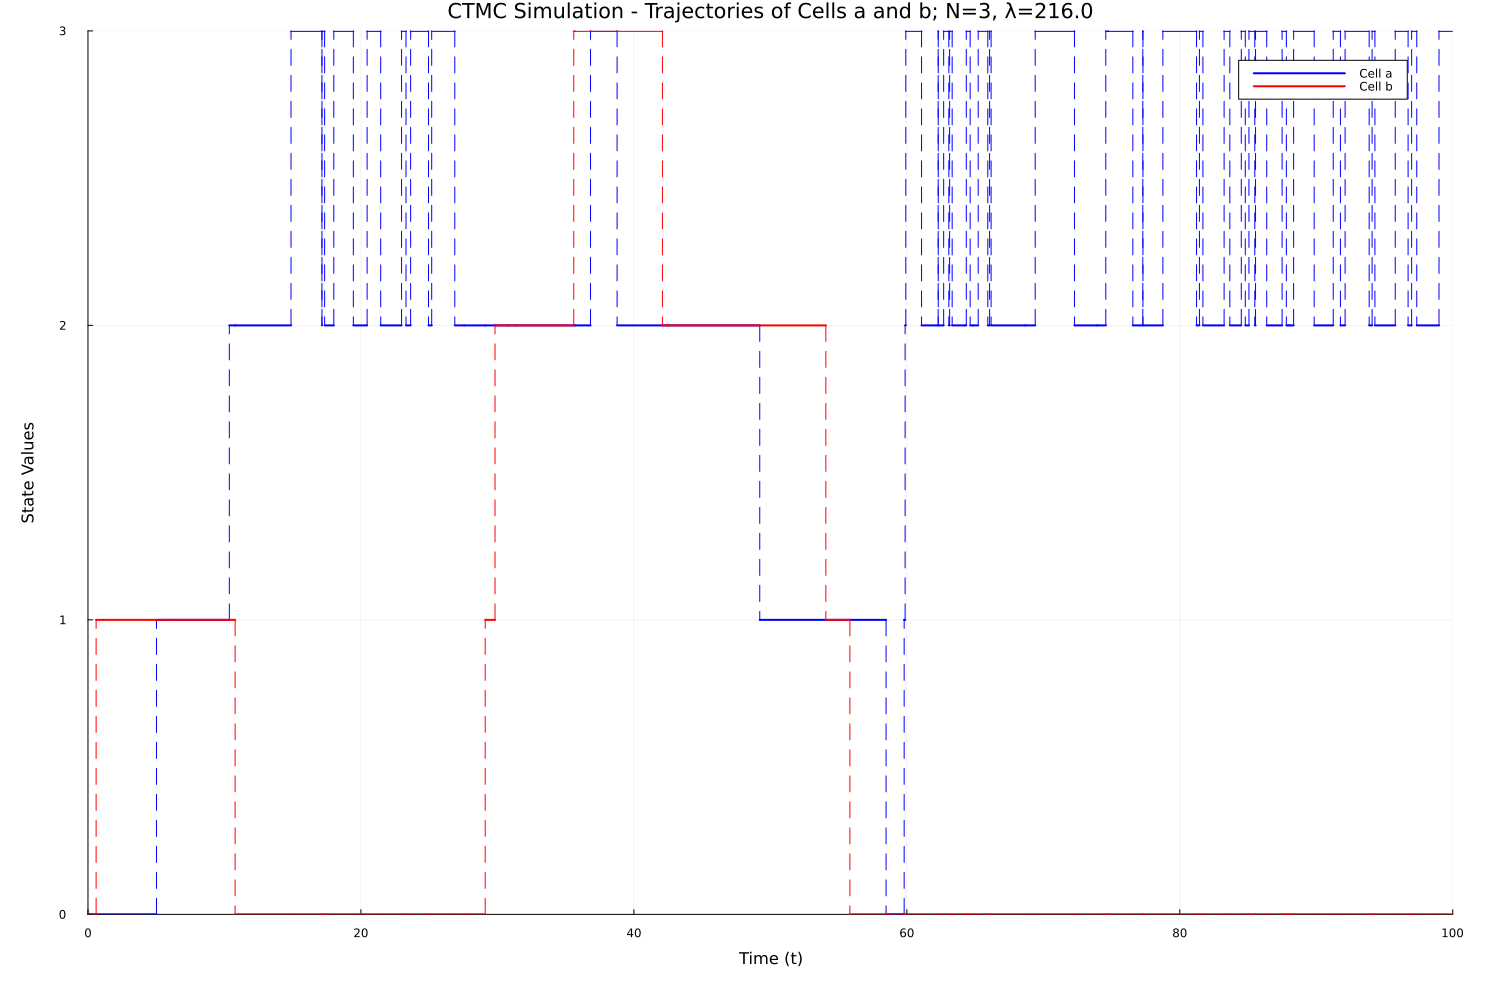 CTMC Simulation - Trajectories of Cells a and b; N=3, λ=216.0
3
Cell a
Cell b
2
State Values
1
0
0 20 40 60 80 100
Time (t)